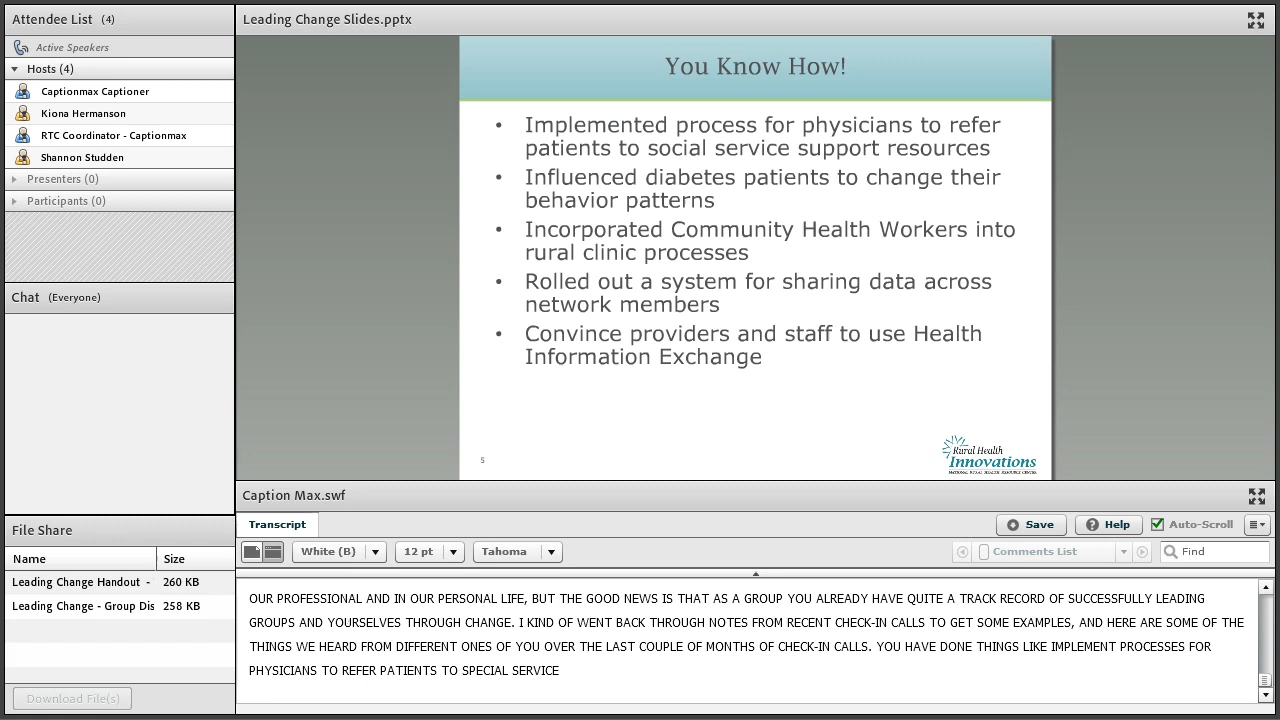 Attendee List (4)
Active Speakers
Hosts (4)
Captionmax Captioner
Kiona Hermanson
RTC Coordinator - Captionmax
Shannon Studden
Presenters (0)
Participants (0)
Chat (Everyone)
File Share
Name Size
Leading Change Handout - 260 KB
Leading Change - Group Dis 258 KB
Download File(s)
Leading Change Slides.pptx
You Know How!
• Implemented process for physicians to refer
patients to social service support resources
• Influenced diabetes patients to change their
behavior patterns
• Incorporated Community Health Workers into
rural clinic processes
• Rolled out a system for sharing data across
network members
• Convince providers and staff to use Health
Information Exchange
5
Rural Health
Innovations
NATIONAL RURAL HEALTH RESOURCE CENTER
Caption Max.swf
Transcript Save Help Auto-Scroll
White (B) 12 pt Tahoma Comments List Find
OUR PROFESSIONAL AND IN OUR PERSONAL LIFE, BUT THE GOOD NEWS IS THAT AS A GROUP YOU ALREADY HAVE QUITE A TRACK RECORD OF SUCCESSFULLY LEADING
GROUPS AND YOURSELVES THROUGH CHANGE. I KIND OF WENT BACK THROUGH NOTES FROM RECENT CHECK-IN CALLS TO GET SOME EXAMPLES, AND HERE ARE SOME OF THE
THINGS WE HEARD FROM DIFFERENT ONES OF YOU OVER THE LAST COUPLE OF MONTHS OF CHECK-IN CALLS. YOU HAVE DONE THINGS LIKE IMPLEMENT PROCESSES FOR
PHYSICIANS TO REFER PATIENTS TO SPECIAL SERVICE